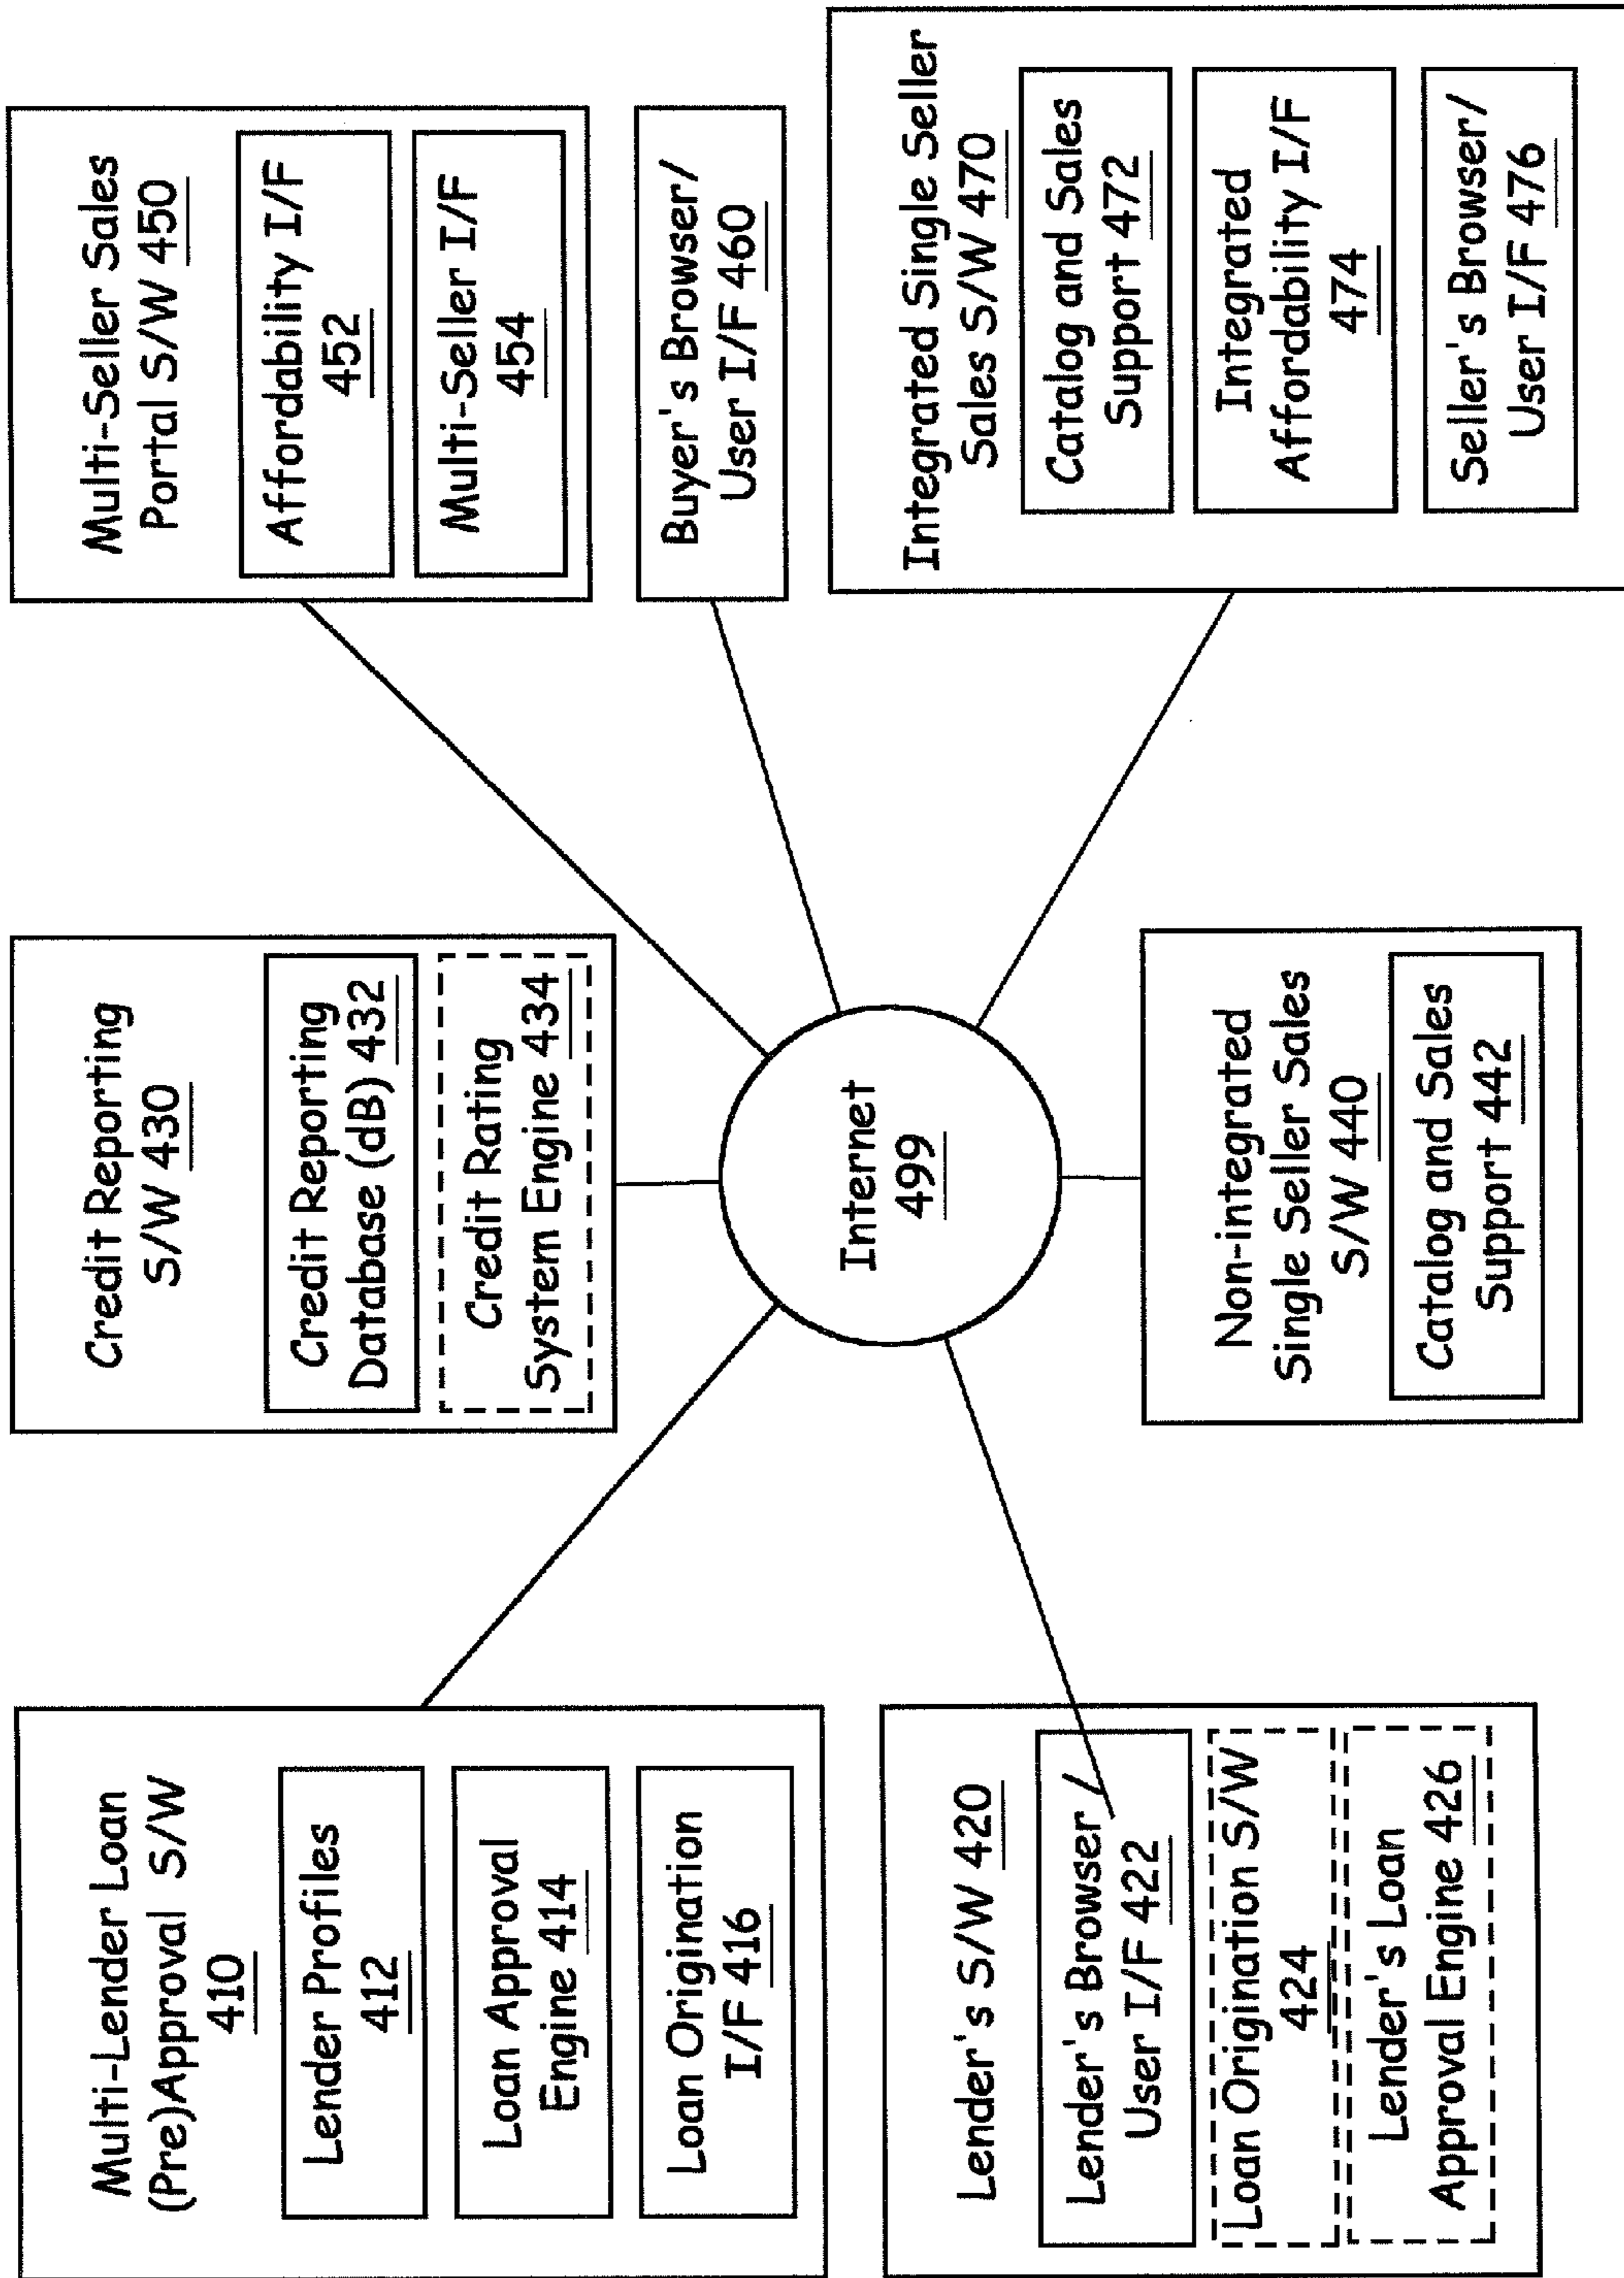 Multi-Lender Loan
(Pre)Approval S/W
410
Lender Profiles
412
Loan Approval
Engine 414
Loan Origination
I/F 416
Credit Reporting
S/W 430
Credit Reporting
Database (dB) 432
Credit Rating
System Engine 434
Multi-Seller Sales
Portal S/W 450
Affordability I/F
452
Multi-Seller I/F
454
Buyer's Browser/
User I/F 460
Internet
499
Lender's S/W 420
Lender's Browser /
User I/F 422
Loan Origination S/W
424
Lender's Loan
Approval Engine 426
Non-integrated
Single Seller Sales
S/W 440
Catalog and Sales
Support 442
Integrated Single Seller
Sales S/W 470
Catalog and Sales
Support 472
Integrated
Affordability I/F
474
Seller's Browser/
User I/F 476